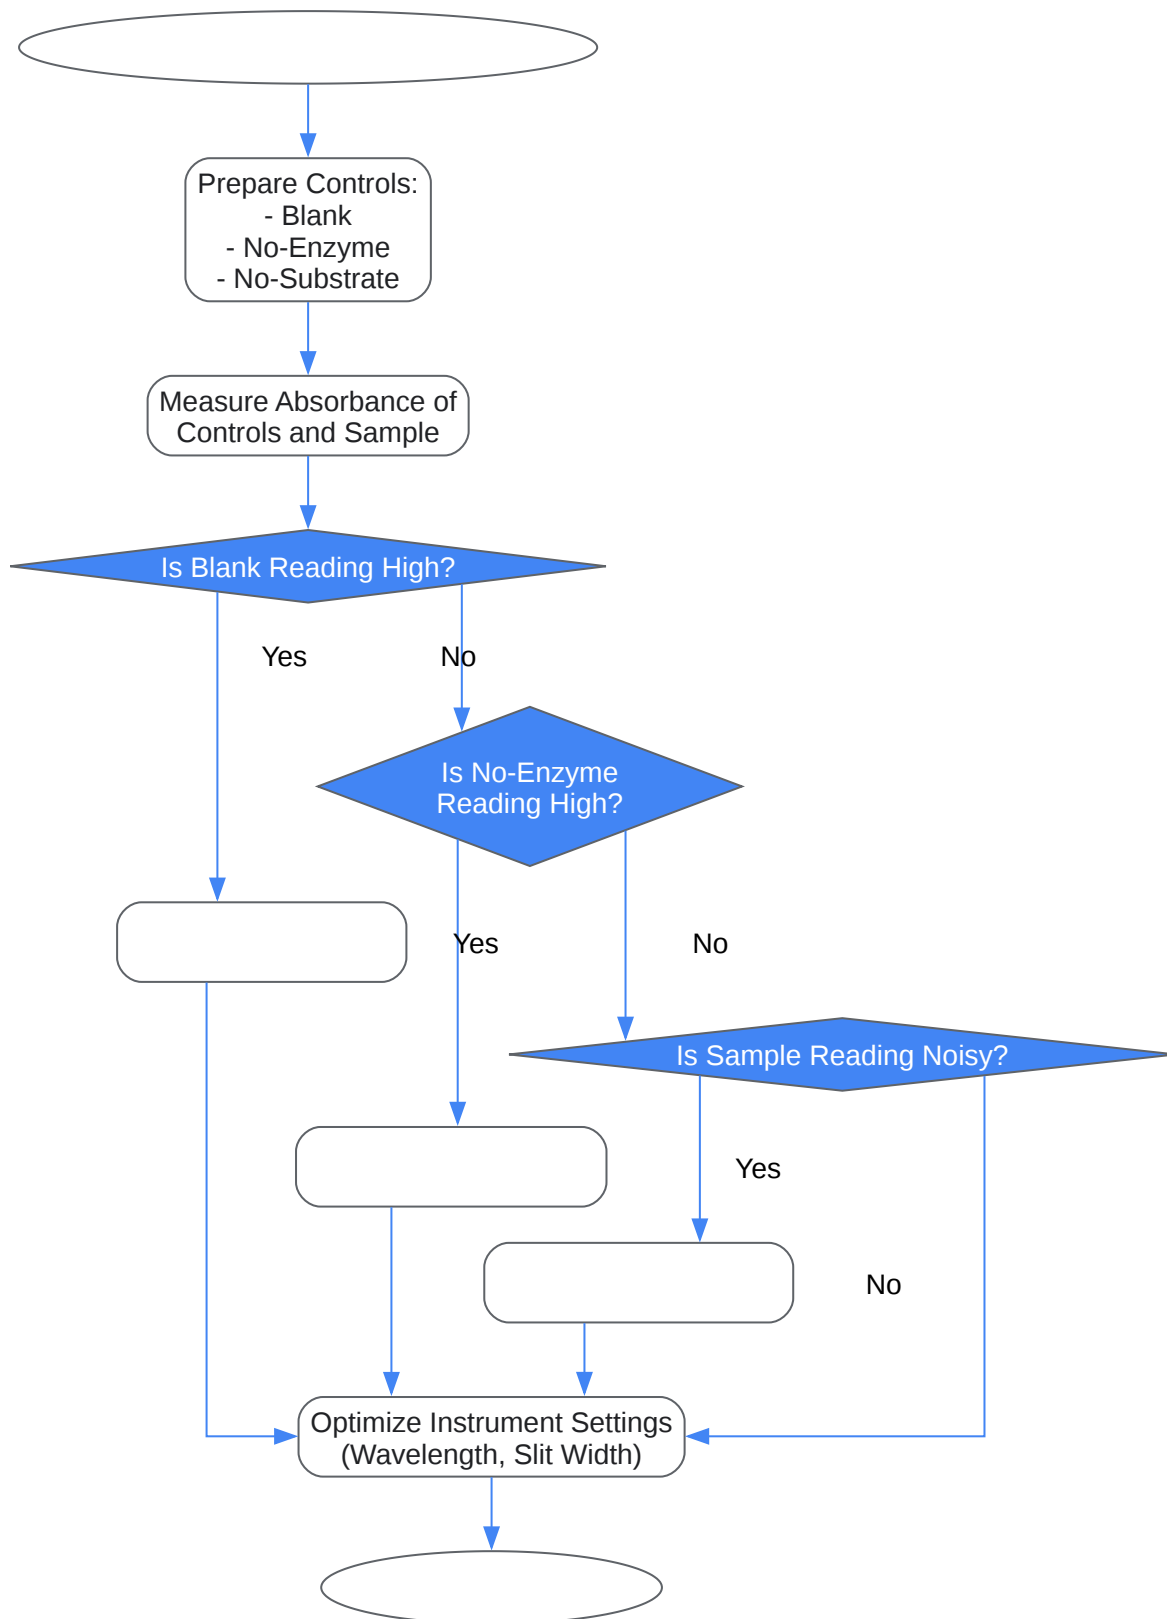 Prepare Controls:
- Blank
- No-Enzyme
- No-Substrate
Measure Absorbance of
Controls and Sample
Is Blank Reading High?
Yes
No
Is No-Enzyme
Reading High?
Yes
No
Is Sample Reading Noisy?
Yes
No
Optimize Instrument Settings
(Wavelength, Slit Width)